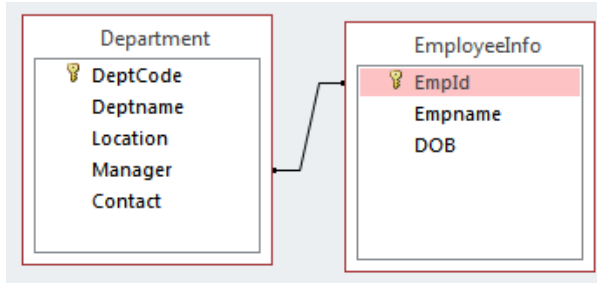 Department
DeptCode
Deptname
Location
Manager
Contact
EmployeeInfo
EmpId
Empname
DOB